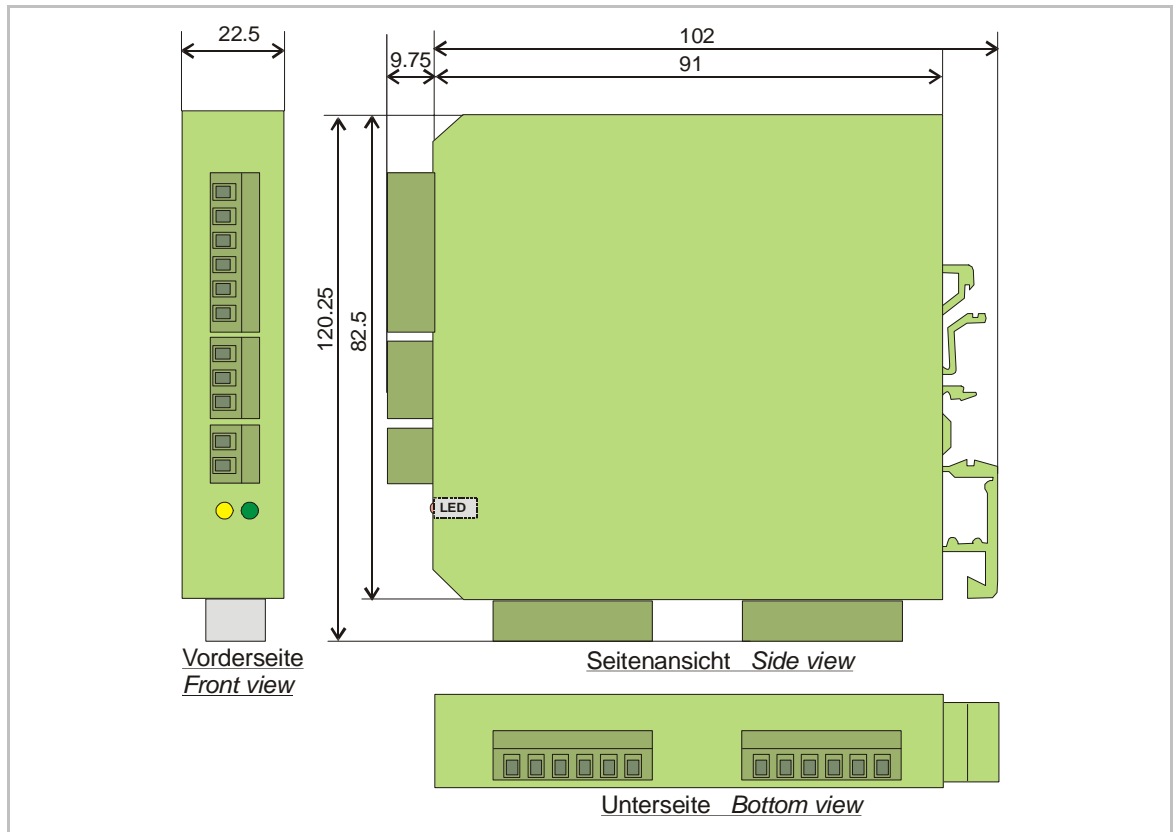 22.5
102
9.75
91
120.25
82.5
LED
Vorderseite
Front view
Seitenansicht Side view
Unterseite Bottom view